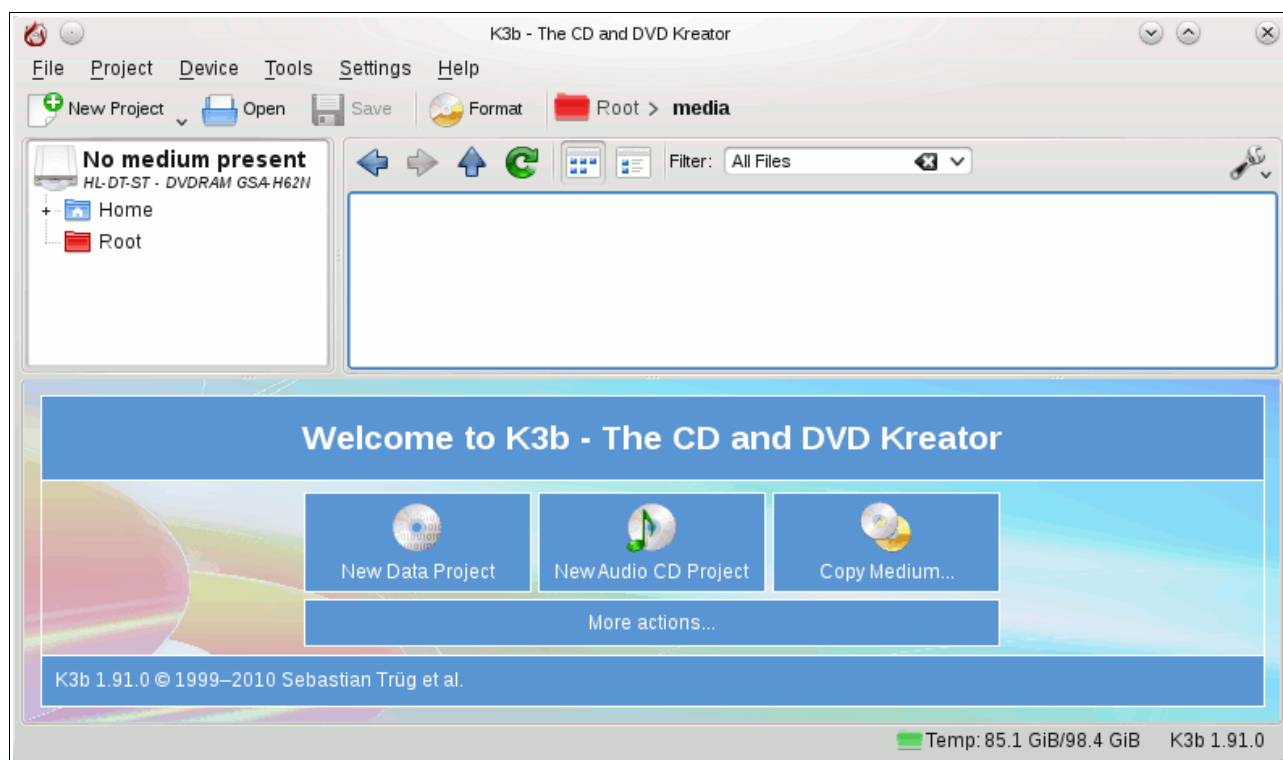 K3b - The CD and DVD Kreator
File Project Device Tools Settings Help
New Project Open Save Format Root > media
No medium present
HL-DT-ST - DVDRAM GSA-H62N
Home
Root
Filter: All Files
Welcome to K3b - The CD and DVD Kreator
New Data Project New Audio CD Project Copy Medium...
More actions...
K3b 1.91.0 © 1999–2010 Sebastian Trüg et al.
Temp: 85.1 GiB/98.4 GiB K3b 1.91.0